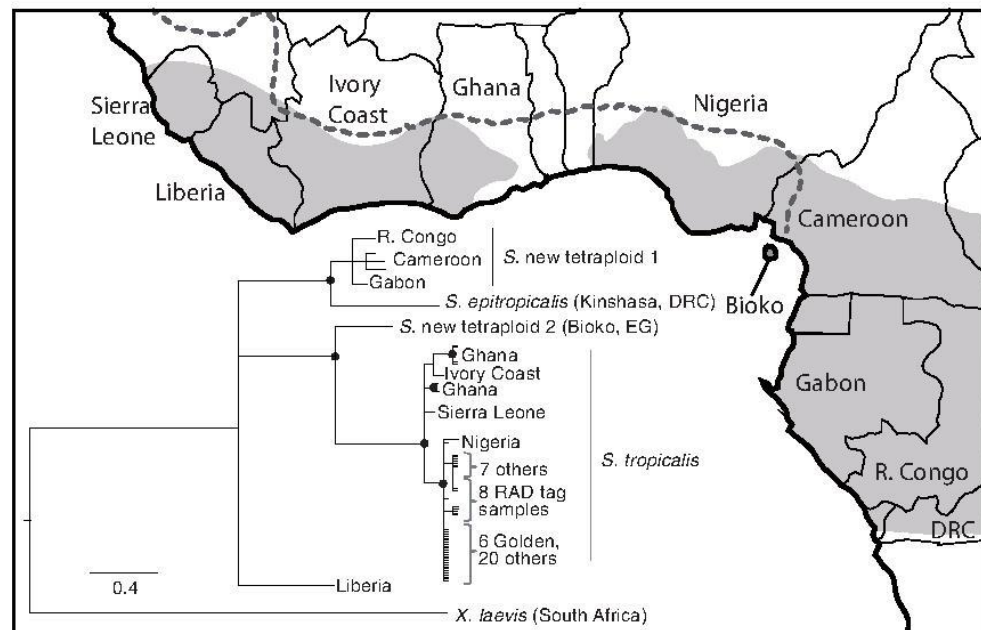 Sierra
Leone
Ivory
Coast
Ghana
Nigeria
Liberia
Cameroon
Bioko
Gabon
R. Congo
DRC
R. Congo
Cameroon
Gabon
S. new tetraploid 1
S. epitropicalis (Kinshasa, DRC)
S. new tetraploid 2 (Bioko, EG)
Ghana
Ivory Coast
Ghana
Sierra Leone
Nigeria
7 others
8 RAD tag
samples
6 Golden,
20 others
S. tropicalis
Liberia
0.4
X. laevis (South Africa)